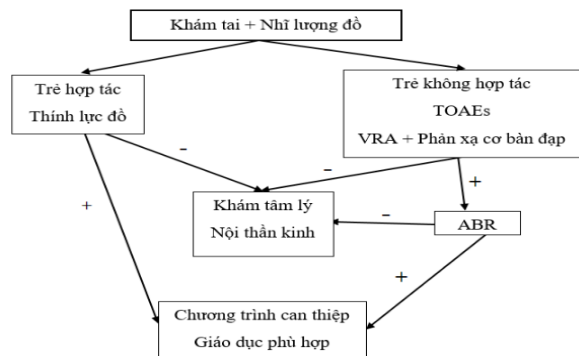 Khám tai + Nhĩ lượng đồ
Trẻ hợp tác
Thính lực đồ
Trẻ không hợp tác
TOAEs
VRA + Phản xạ cơ bàn đạp
-
-
+
+
Khám tâm lý
Nội thần kinh
-
ABR
+
Chương trình can thiệp
Giáo dục phù hợp